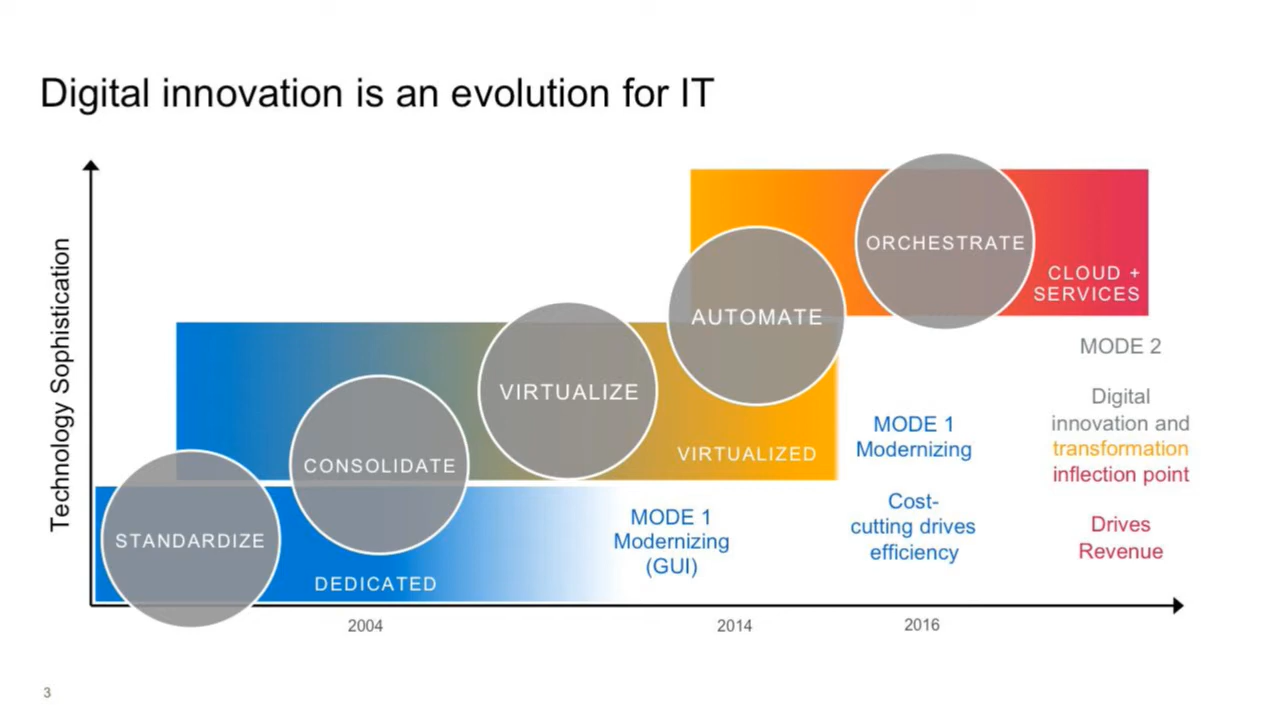 Digital innovation is an evolution for IT
Technology Sophistication
ORCHESTRATE
CLOUD +
SERVICES
AUTOMATE
VIRTUALIZE
VIRTUALIZED
CONSOLIDATE
STANDARDIZE
DEDICATED
MODE 1
Modernizing
(GUI)
MODE 1
Modernizing
Cost-
cutting drives
efficiency
MODE 2
Digital
innovation and
transformation
inflection point
Drives
Revenue
2004
2014
2016
3